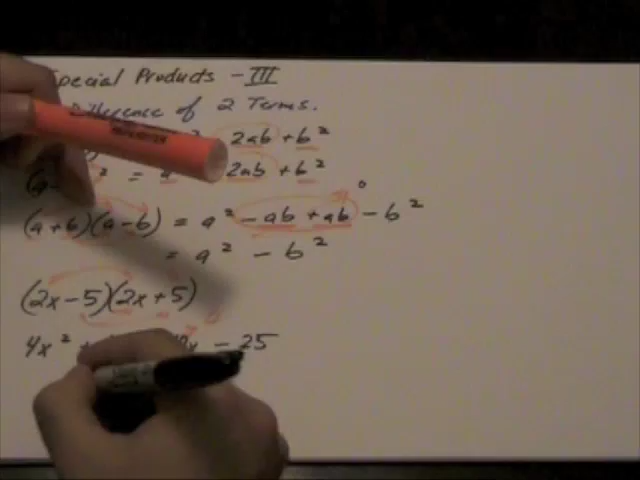 Special Products - III
Difference of 2 Terms.
2ab + b²
= a 2ab + b²
(a+b)(a-b) = a² - ab + ab - b²
= a² - b²
(2x-5)(2x+5)
4x² + - 25